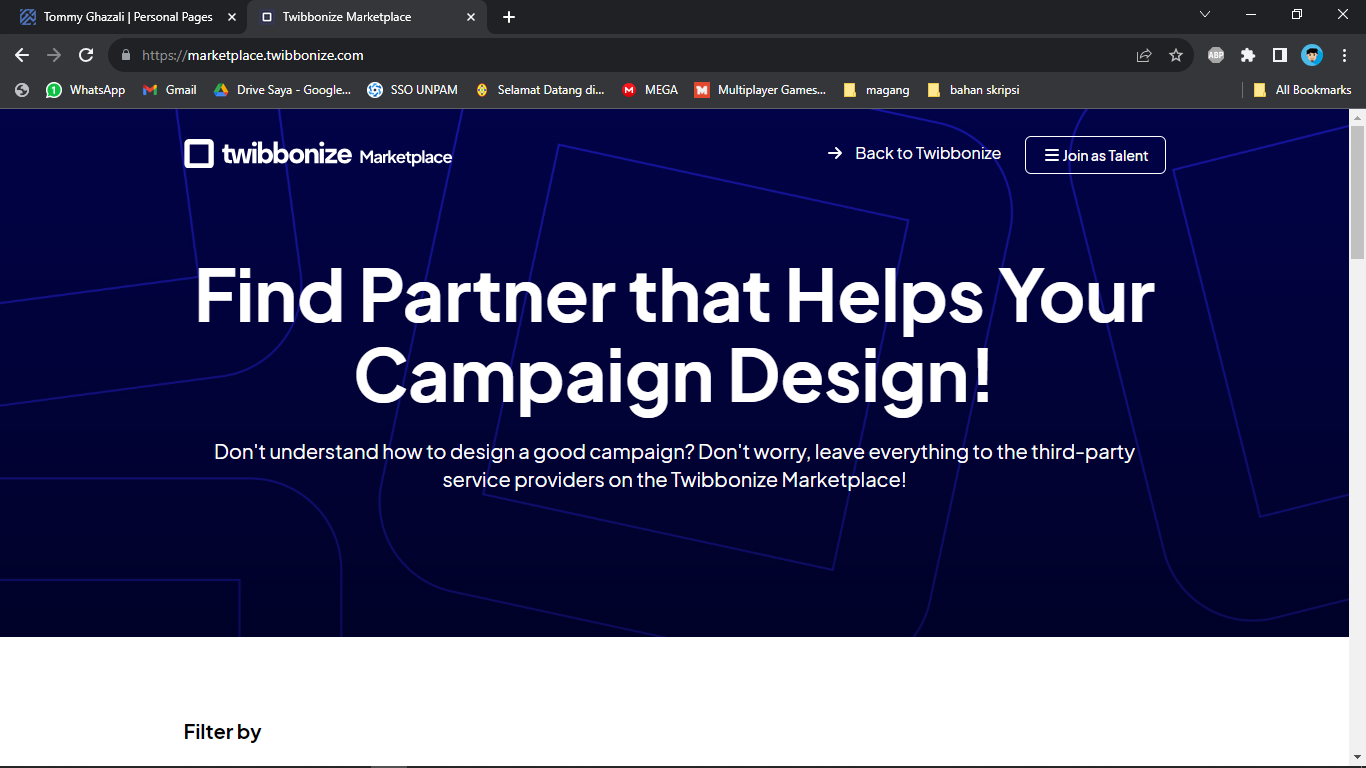 Tommy Ghazali | Personal Pages
Twibbonize Marketplace
https://marketplace.twibbonize.com
ABP
1 WhatsApp
Gmail
Drive Saya - Google...
SSO UNPAM
Selamat Datang di...
M MEGA
M Multiplayer Games...
magang
bahan skripsi
All Bookmarks
twibbonize Marketplace
Back to Twibbonize
Join as Talent
Find Partner that Helps Your
Campaign Design!
Don't understand how to design a good campaign? Don't worry, leave everything to the third-party
service providers on the Twibbonize Marketplace!
Filter by